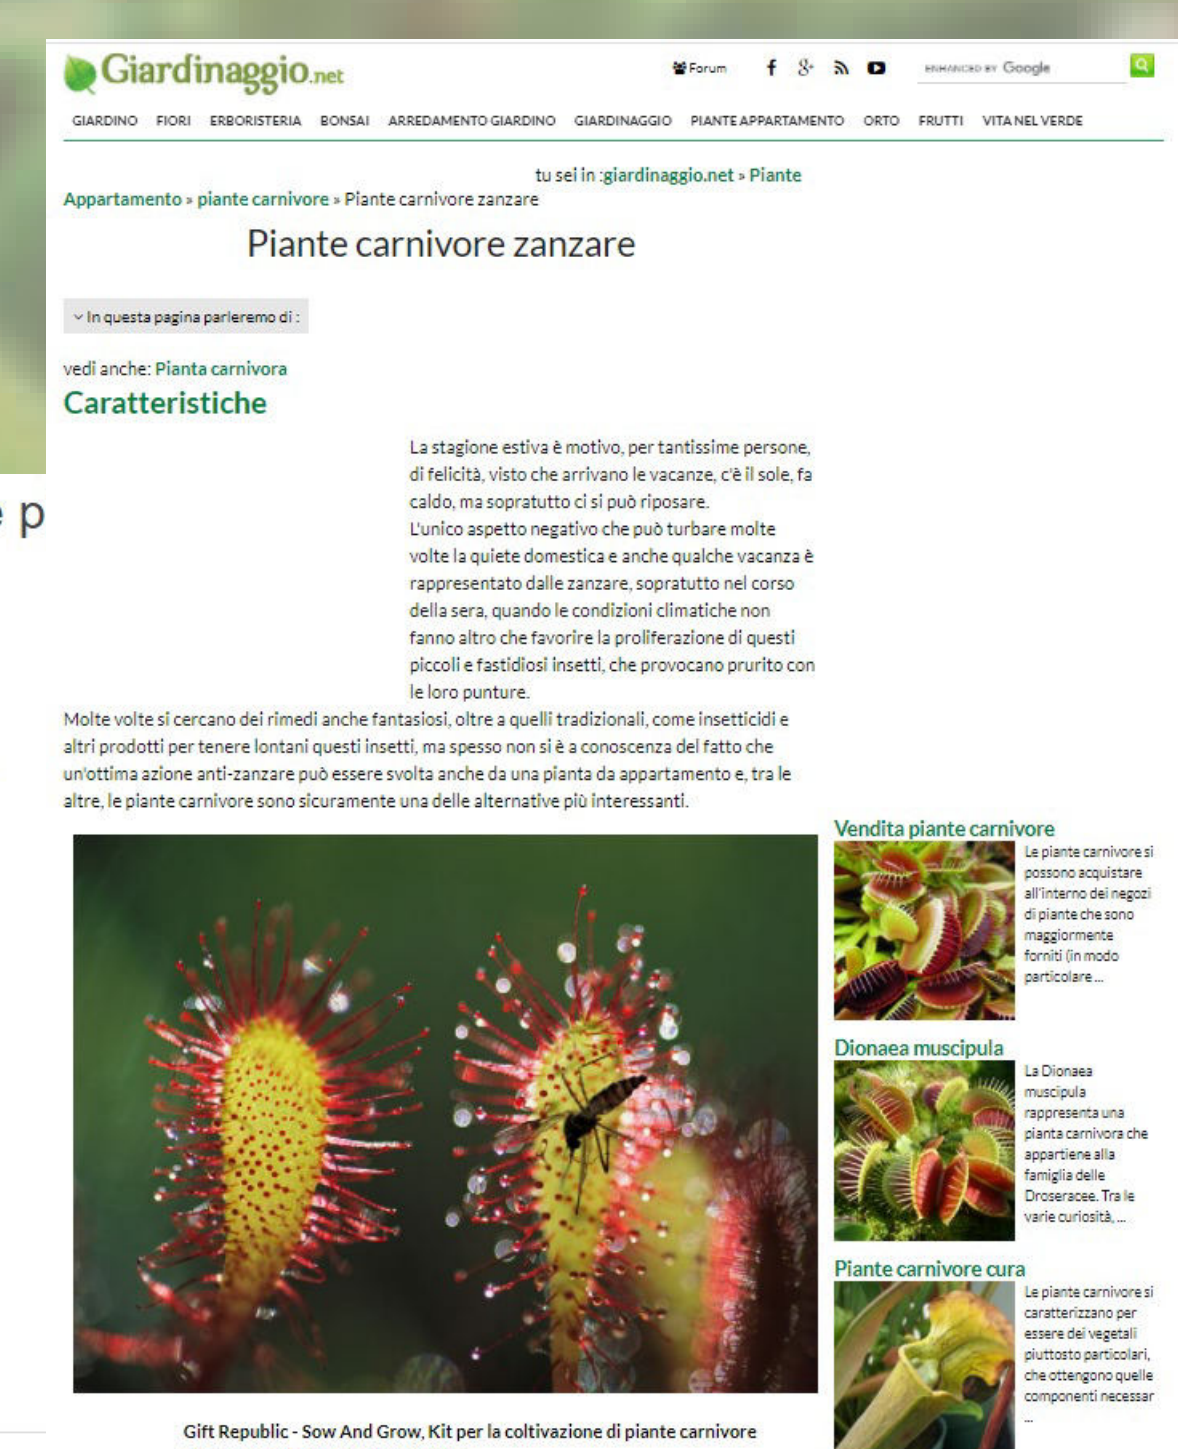 Giardinaggio.net
Forum
ENHANCED BY Google
GIARDINO FIORI ERBORISTERIA BONSAI ARREDAMENTO GIARDINO GIARDINAGGIO PIANTE APPARTAMENTO ORTO FRUTTI VITA NEL VERDE
tu sei in :giardinaggio.net » Piante
Appartamento » piante carnivore » Piante carnivore zanzare
Piante carnivore zanzare
In questa pagina parleremo di :
vedi anche: Pianta carnivora
Caratteristiche
La stagione estiva è motivo, per tantissime persone,
di felicità, visto che arrivano le vacanze, c'è il sole, fa
caldo, ma sopratutto ci si può riposare.
L'unico aspetto negativo che può turbare molte
volte la quiete domestica e anche qualche vacanza è
rappresentato dalle zanzare, sopratutto nel corso
della sera, quando le condizioni climatiche non
fanno altro che favorire la proliferazione di questi
piccoli e fastidiosi insetti, che provocano prurito con
le loro punture.
Molte volte si cercano dei rimedi anche fantasiosi, oltre a quelli tradizionali, come insetticidi e
altri prodotti per tenere lontani questi insetti, ma spesso non si è a conoscenza del fatto che
un'ottima azione anti-zanzare può essere svolta anche da una pianta da appartamento e, tra le
altre, le piante carnivore sono sicuramente una delle alternative più interessanti.
Vendita piante carnivore
Le piante carnivore si
possono acquistare
all'interno dei negozi
di piante che sono
maggiormente
forniti (in modo
particolare ...
Dionaea muscipula
La Dionaea
muscipula
rappresenta una
pianta carnivora che
appartiene alla
famiglia delle
Droseracee. Tra le
varie curiosità, ...
Piante carnivore cura
Le piante carnivore si
caratterizzano per
essere dei vegetali
piuttosto particolari,
che ottengono quelle
componenti necessar
...
Gift Republic - Sow And Grow, Kit per la coltivazione di piante carnivore